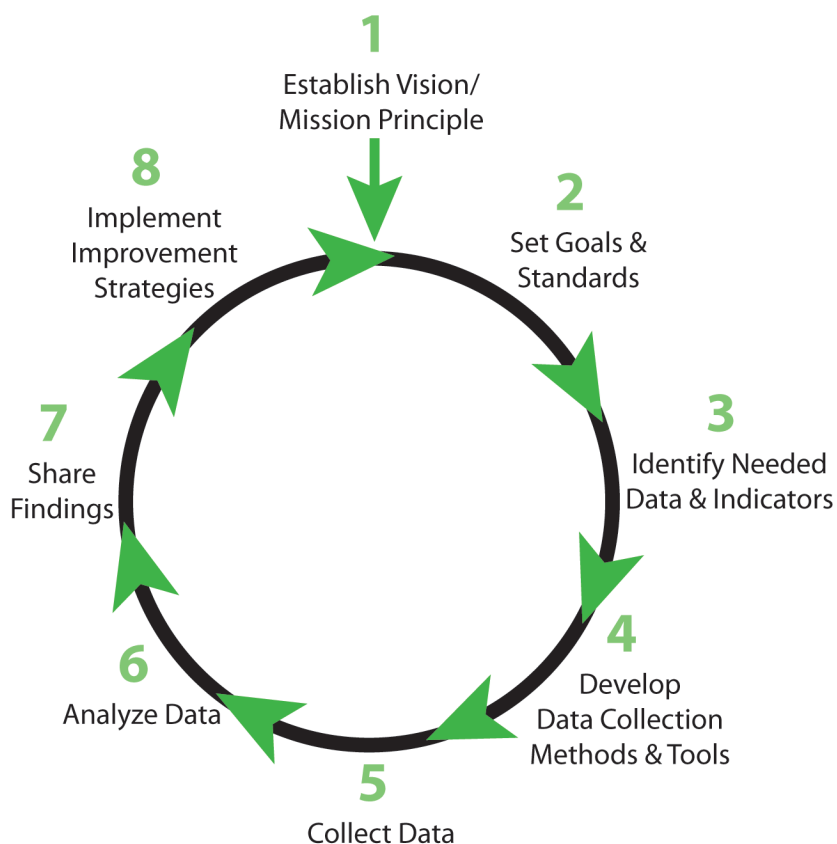 1
Establish Vision/
Mission Principle
2
Set Goals &
Standards
3
Identify Needed
Data & Indicators
4
Develop
Data Collection
Methods & Tools
5
Collect Data
6
Analyze Data
7
Share
Findings
8
Implement
Improvement
Strategies